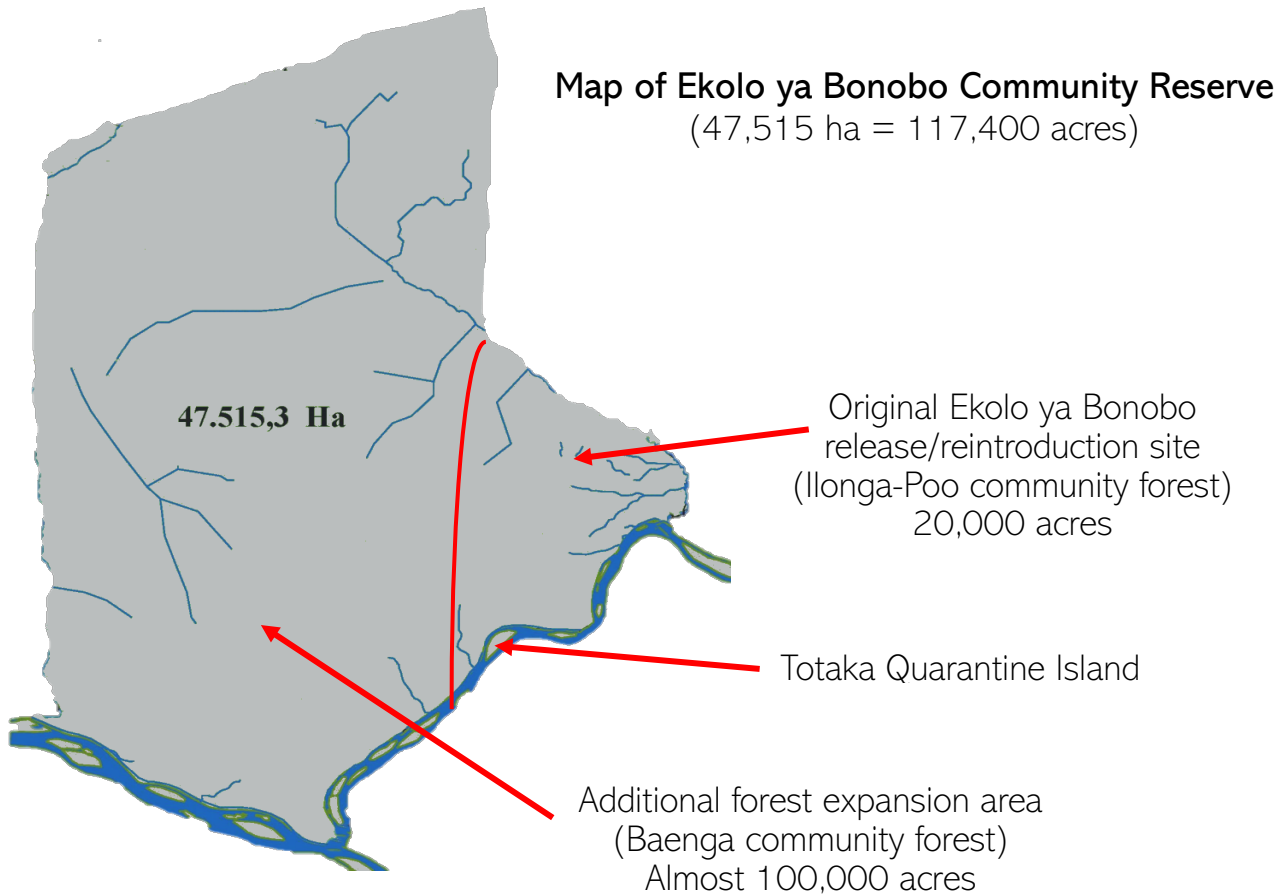 Map of Ekolo ya Bonobo Community Reserve
(47,515 ha = 117,400 acres)
47.515,3 Ha
Original Ekolo ya Bonobo
release/reintroduction site
(Ilonga-Poo community forest)
20,000 acres
Totaka Quarantine Island
Additional forest expansion area
(Baenga community forest)
Almost 100,000 acres